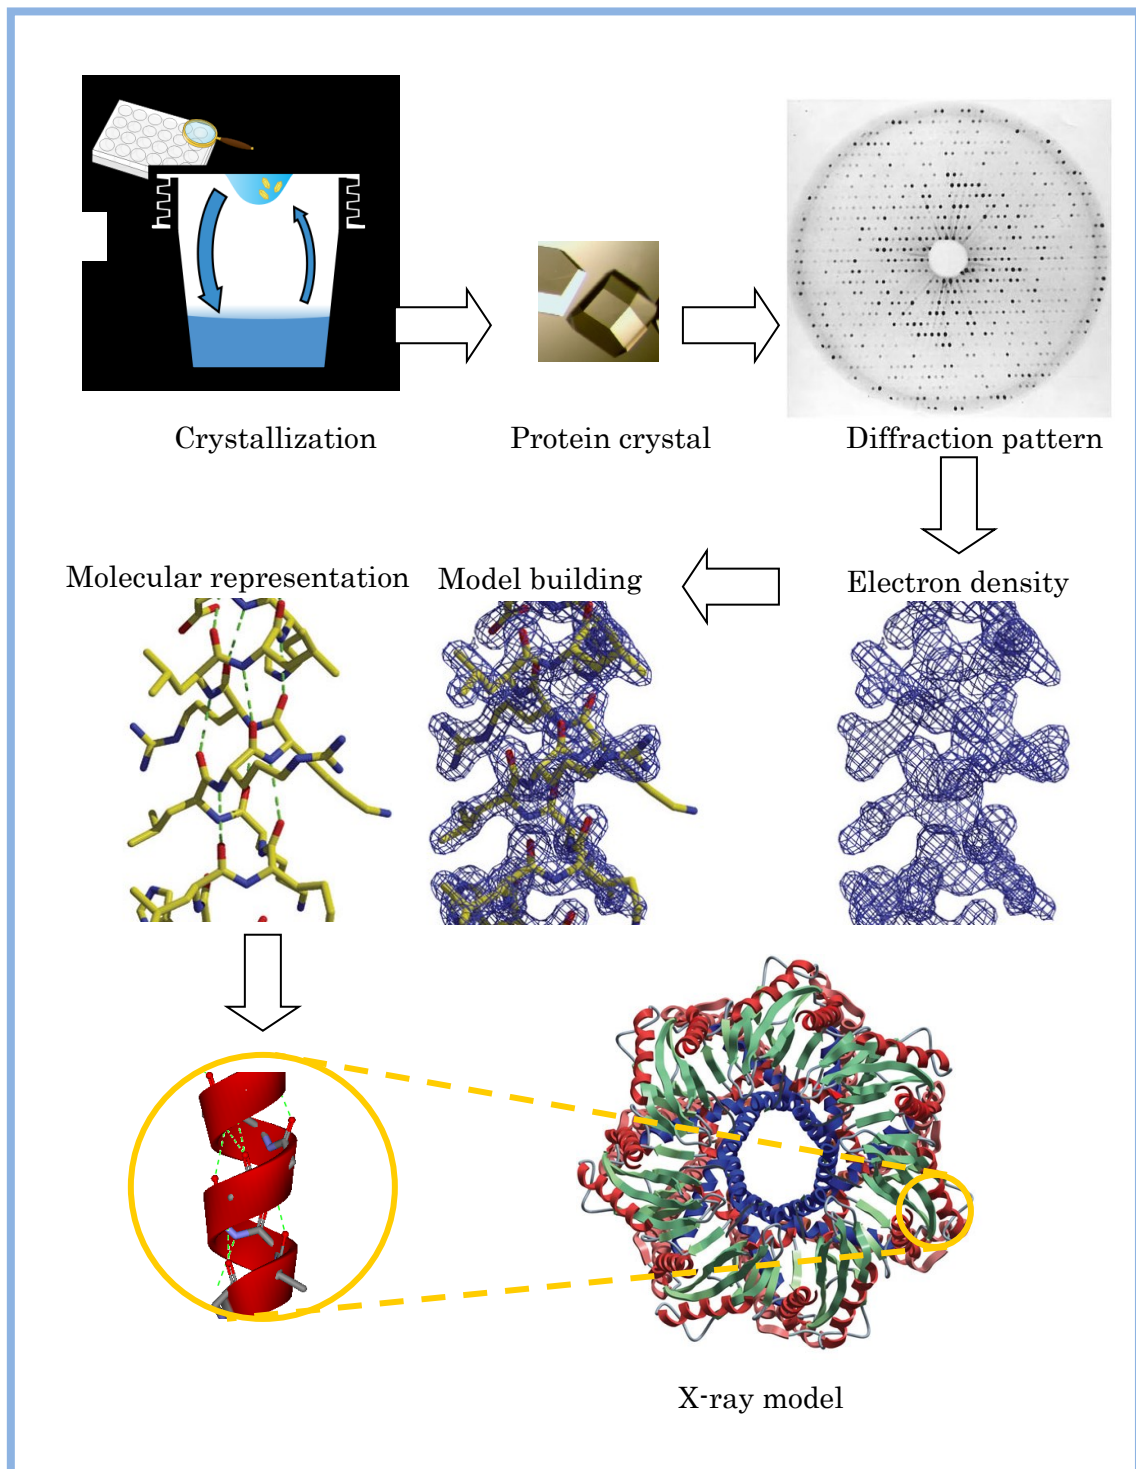 Crystallization
Protein crystal
Diffraction pattern
Molecular representation
Model building
Electron density
X-ray model